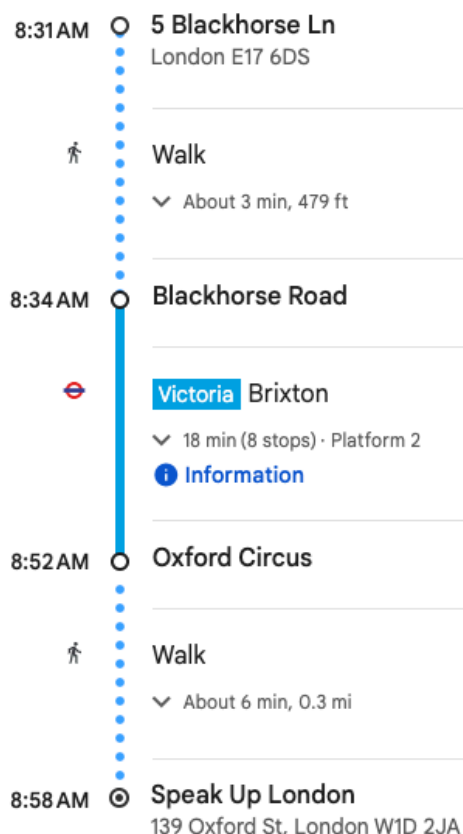 8:31 AM 5 Blackhorse Ln
London E17 6DS
Walk
About 3 min, 479 ft
8:34 AM Blackhorse Road
Victoria Brixton
18 min (8 stops) · Platform 2
Information
8:52 AM Oxford Circus
Walk
About 6 min, 0.3 mi
8:58 AM Speak Up London
139 Oxford St, London W1D 2JA